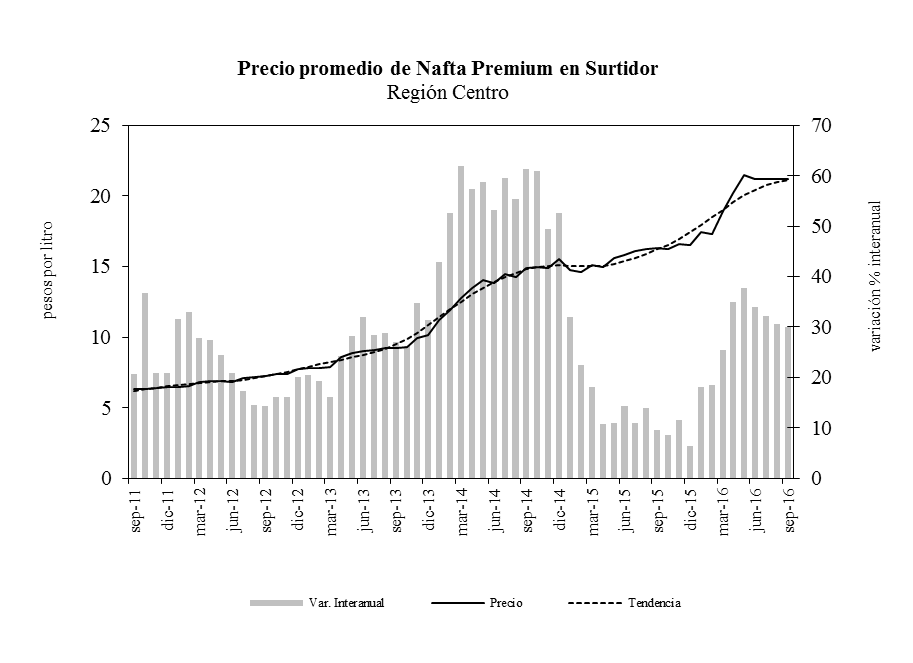 Precio promedio de Nafta Premium en Surtidor
Región Centro
pesos por litro
25
20
15
10
5
0
70
60
50
40
30
20
10
0
variación % interanual
sep-11
dic-11
mar-12
jun-12
sep-12
dic-12
mar-13
jun-13
sep-13
dic-13
mar-14
jun-14
sep-14
dic-14
mar-15
jun-15
sep-15
dic-15
mar-16
jun-16
sep-16
Var. Interanual
Precio
Tendencia